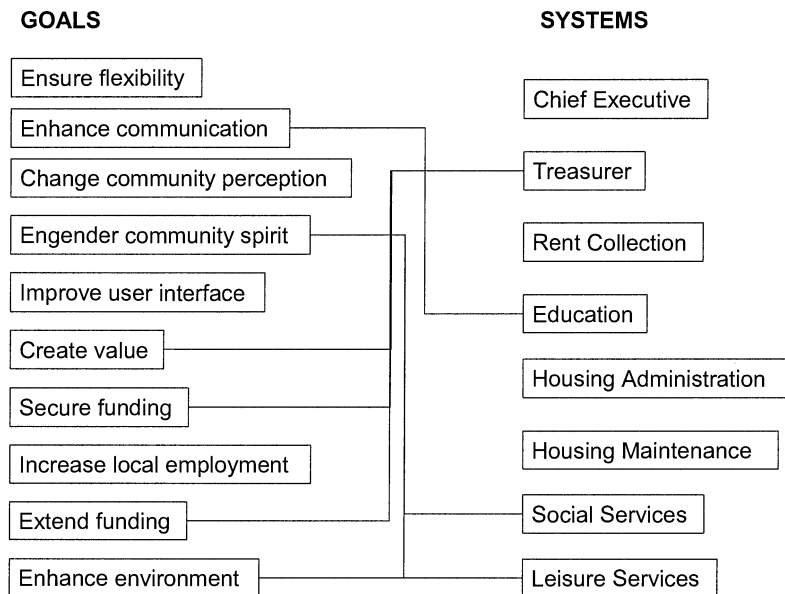 GOALS
SYSTEMS
Ensure flexibility
Enhance communication
Change community perception
Engender community spirit
Improve user interface
Create value
Secure funding
Increase local employment
Extend funding
Enhance environment
Chief Executive
Treasurer
Rent Collection
Education
Housing Administration
Housing Maintenance
Social Services
Leisure Services